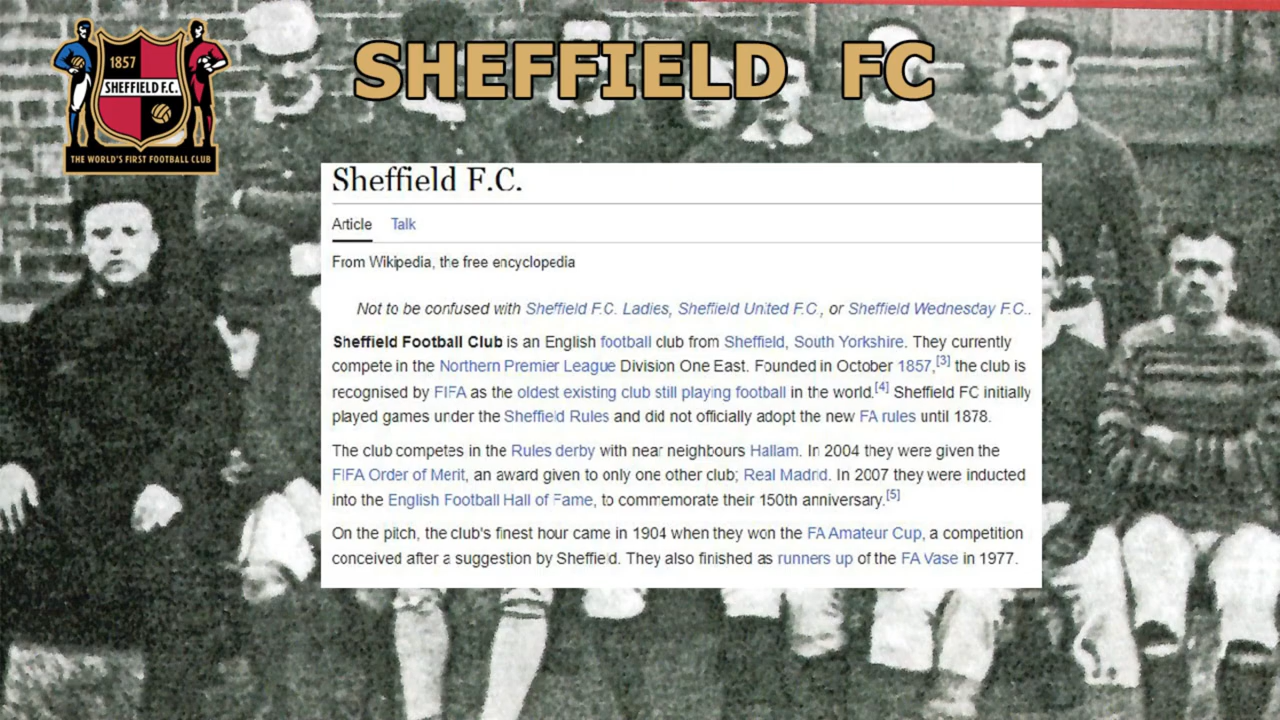 1857
SHEFFIELD F.C.
THE WORLD'S FIRST FOOTBALL CLUB
SHEFFIELD FC
Sheffield F.C.
Article Talk
From Wikipedia, the free encyclopedia
Not to be confused with Sheffield F.C. Ladies, Sheffield United F.C., or Sheffield Wednesday F.C..
Sheffield Football Club is an English football club from Sheffield, South Yorkshire. They currently
compete in the Northern Premier League Division One East. Founded in October 1857,[3] the club is
recognised by FIFA as the oldest existing club still playing football in the world.[4] Sheffield FC initially
played games under the Sheffield Rules and did not officially adopt the new FA rules until 1878.
The club competes in the Rules derby with near neighbours Hallam. In 2004 they were given the
FIFA Order of Merit, an award given to only one other club; Real Madrid. In 2007 they were inducted
into the English Football Hall of Fame, to commemorate their 150th anniversary.[5]
On the pitch, the club's finest hour came in 1904 when they won the FA Amateur Cup, a competition
conceived after a suggestion by Sheffield. They also finished as runners up of the FA Vase in 1977.